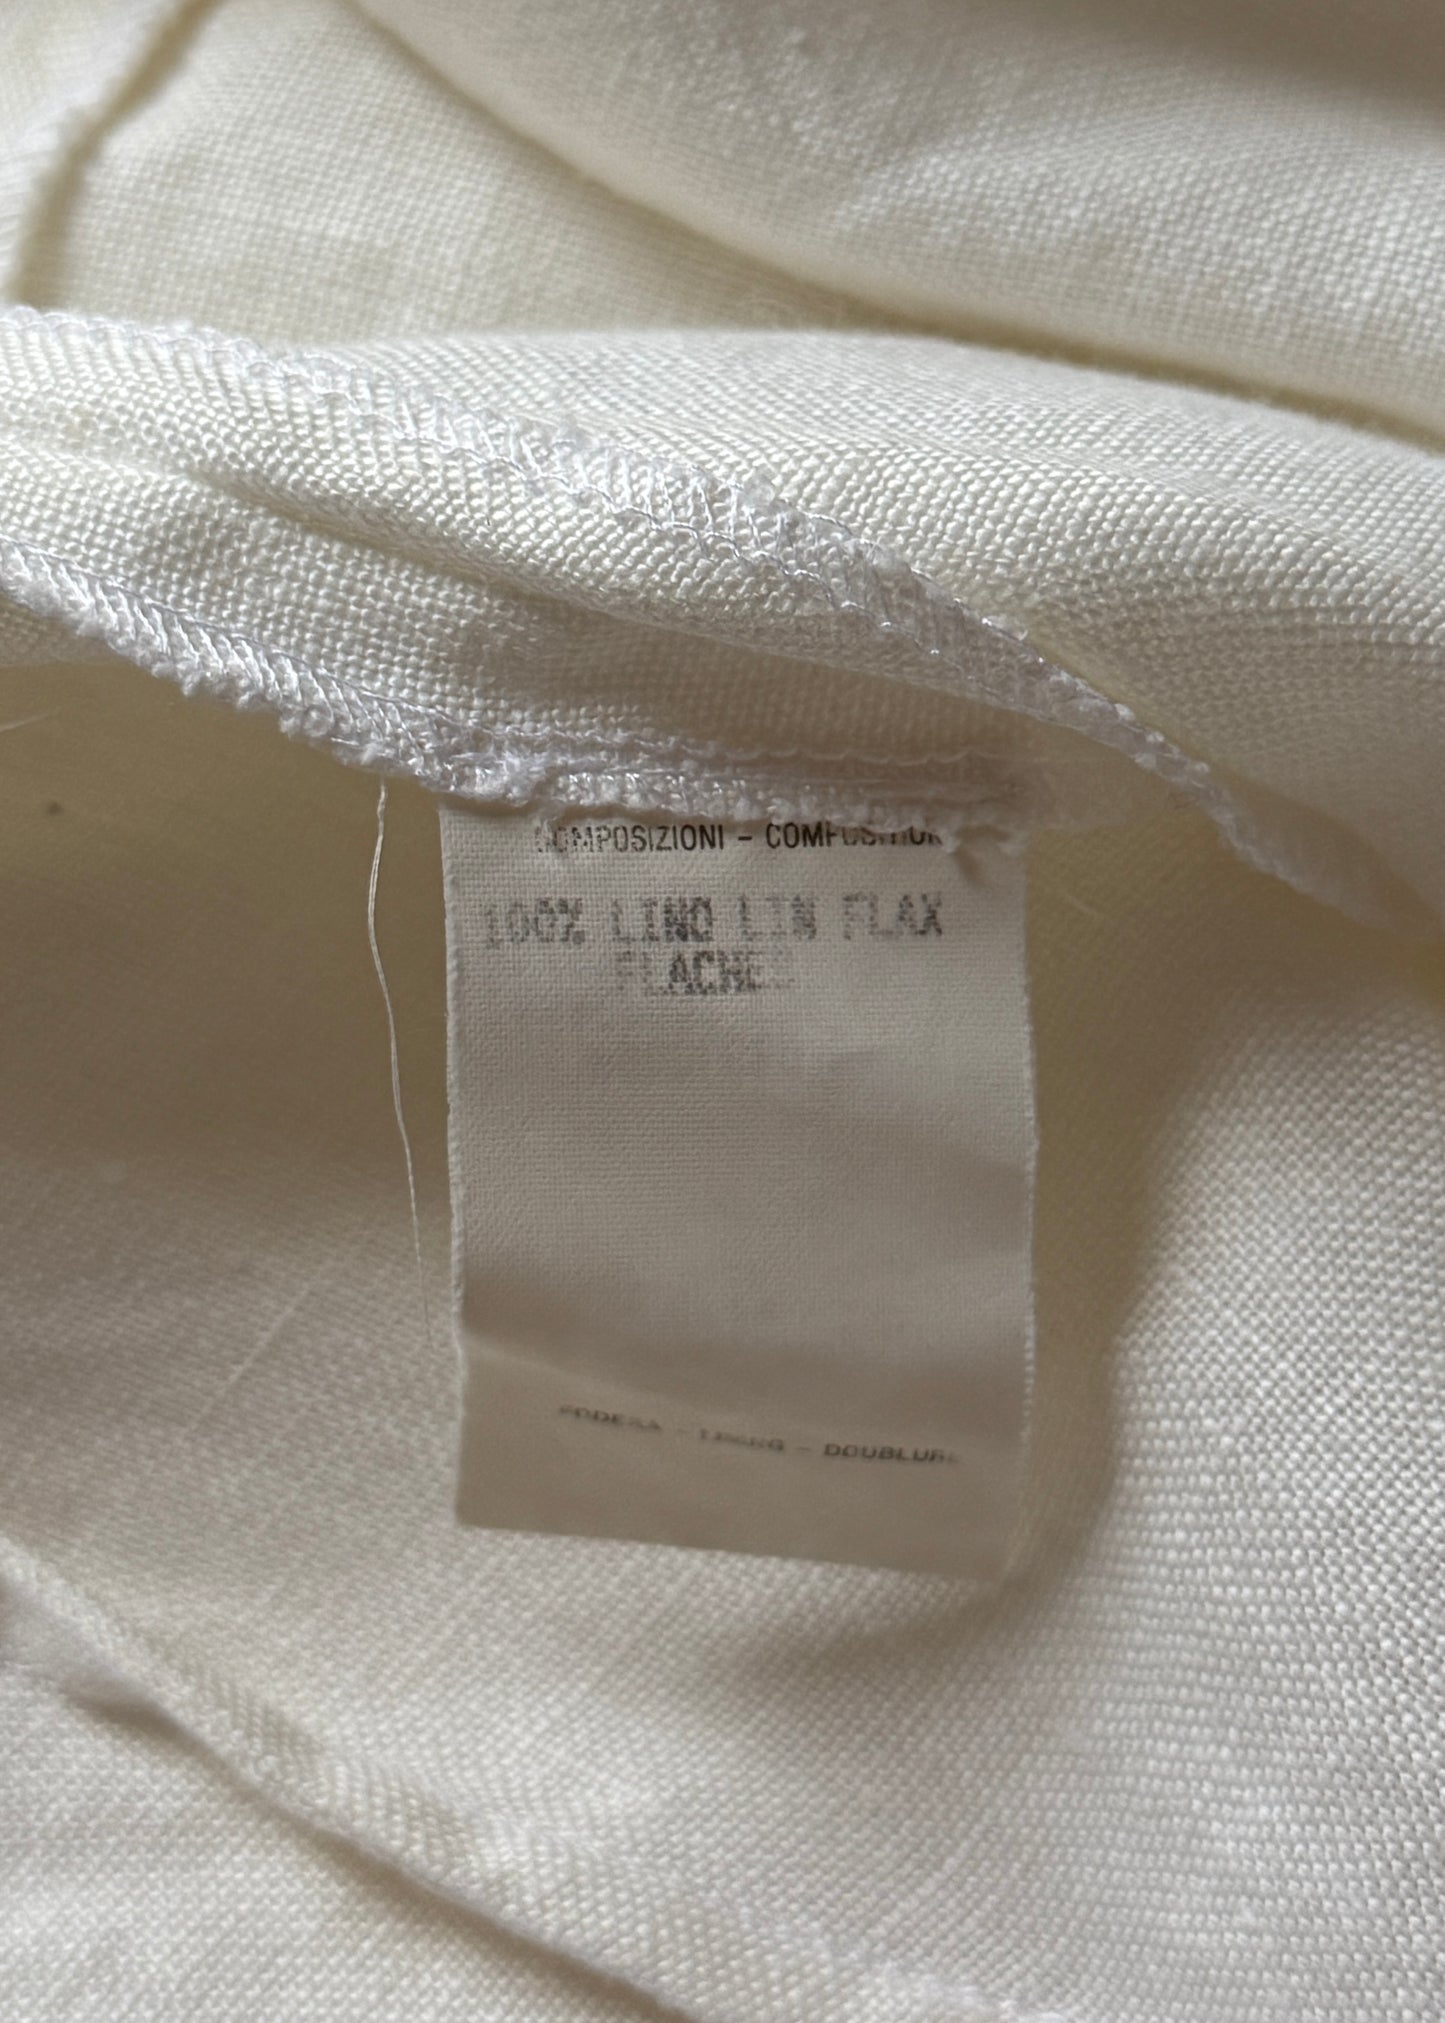 COMPOSIZIONI - COMPOSITION
100% LINO LIN FLAX
FLACHS
FODERA - LINING - DOUBLURE